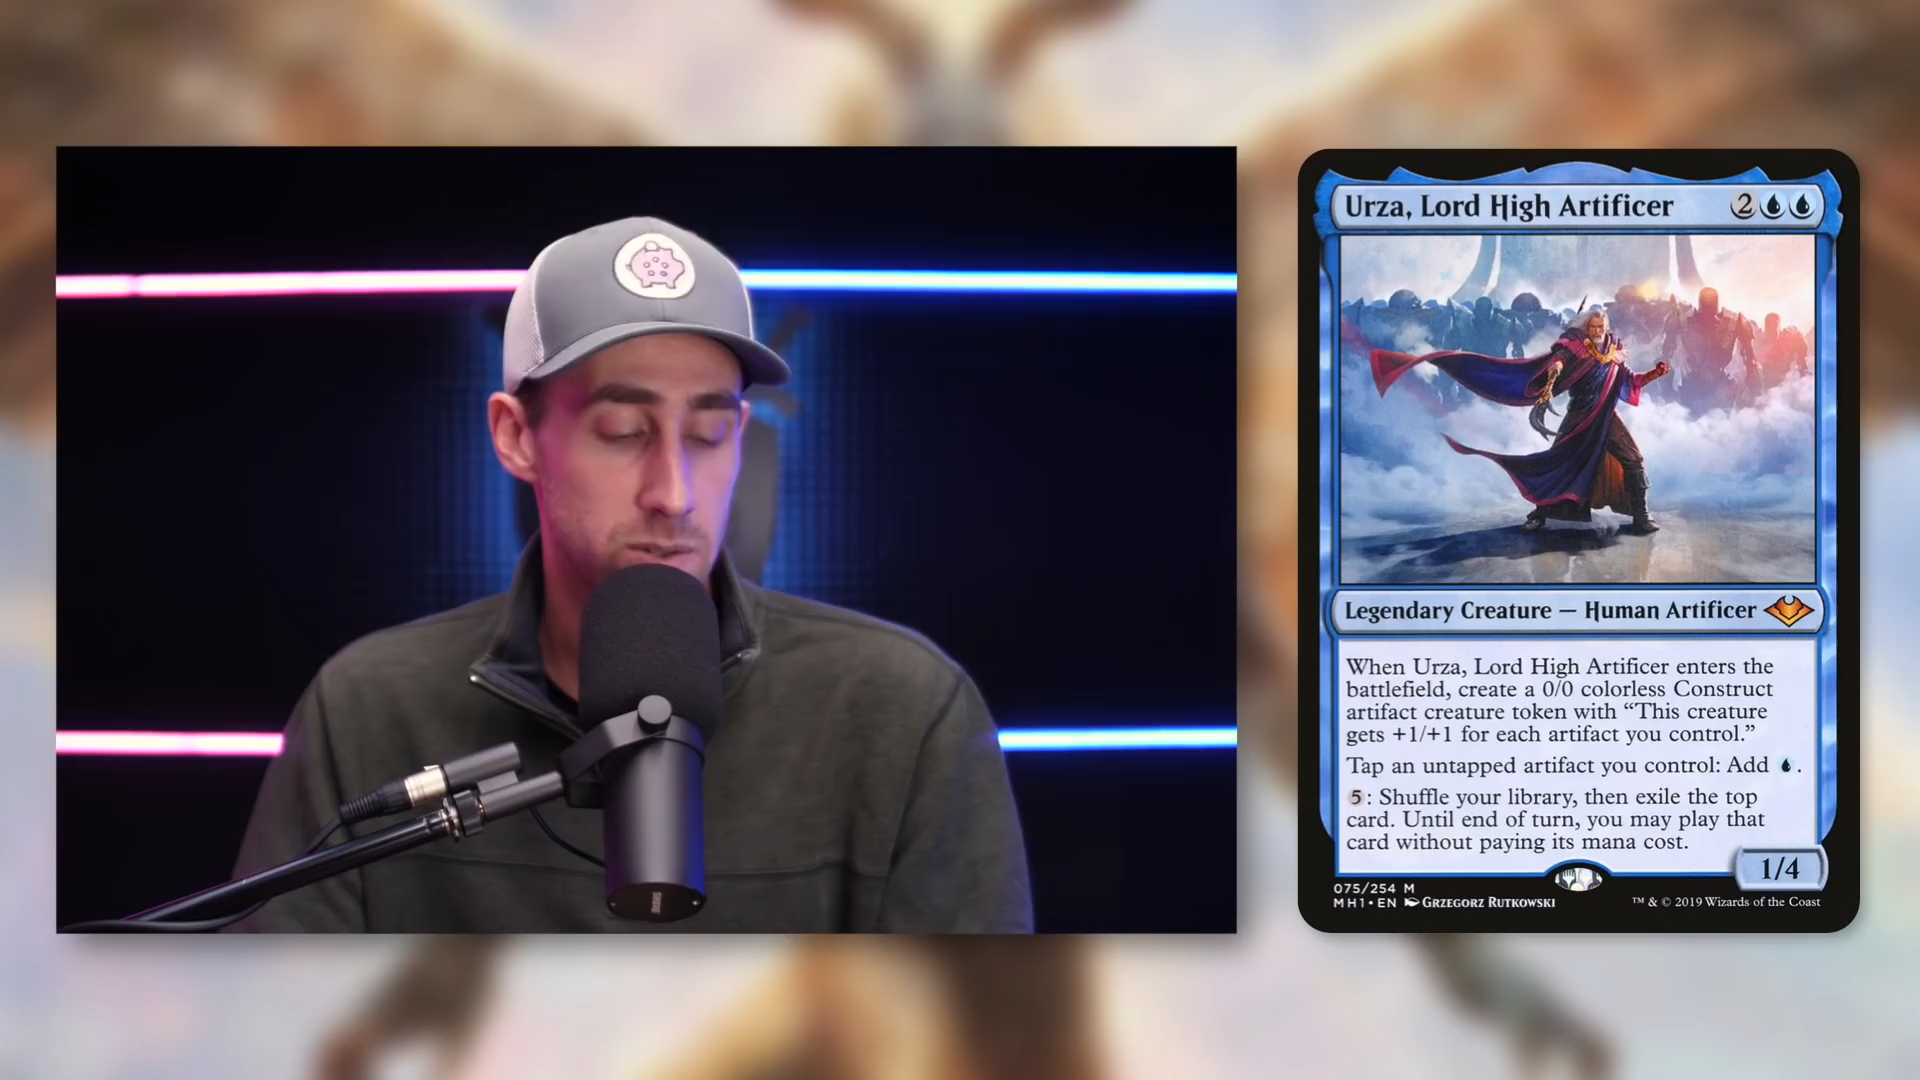 Urza, Lord High Artificer 2
Legendary Creature — Human Artificer
When Urza, Lord High Artificer enters the
battlefield, create a 0/0 colorless Construct
artifact creature token with “This creature
gets +1/+1 for each artifact you control.”
Tap an untapped artifact you control: Add .
5: Shuffle your library, then exile the top
card. Until end of turn, you may play that
card without paying its mana cost.
1/4
075/254 M
MH1•EN Grzegorz Rutkowski
™ & © 2019 Wizards of the Coast
SHURE